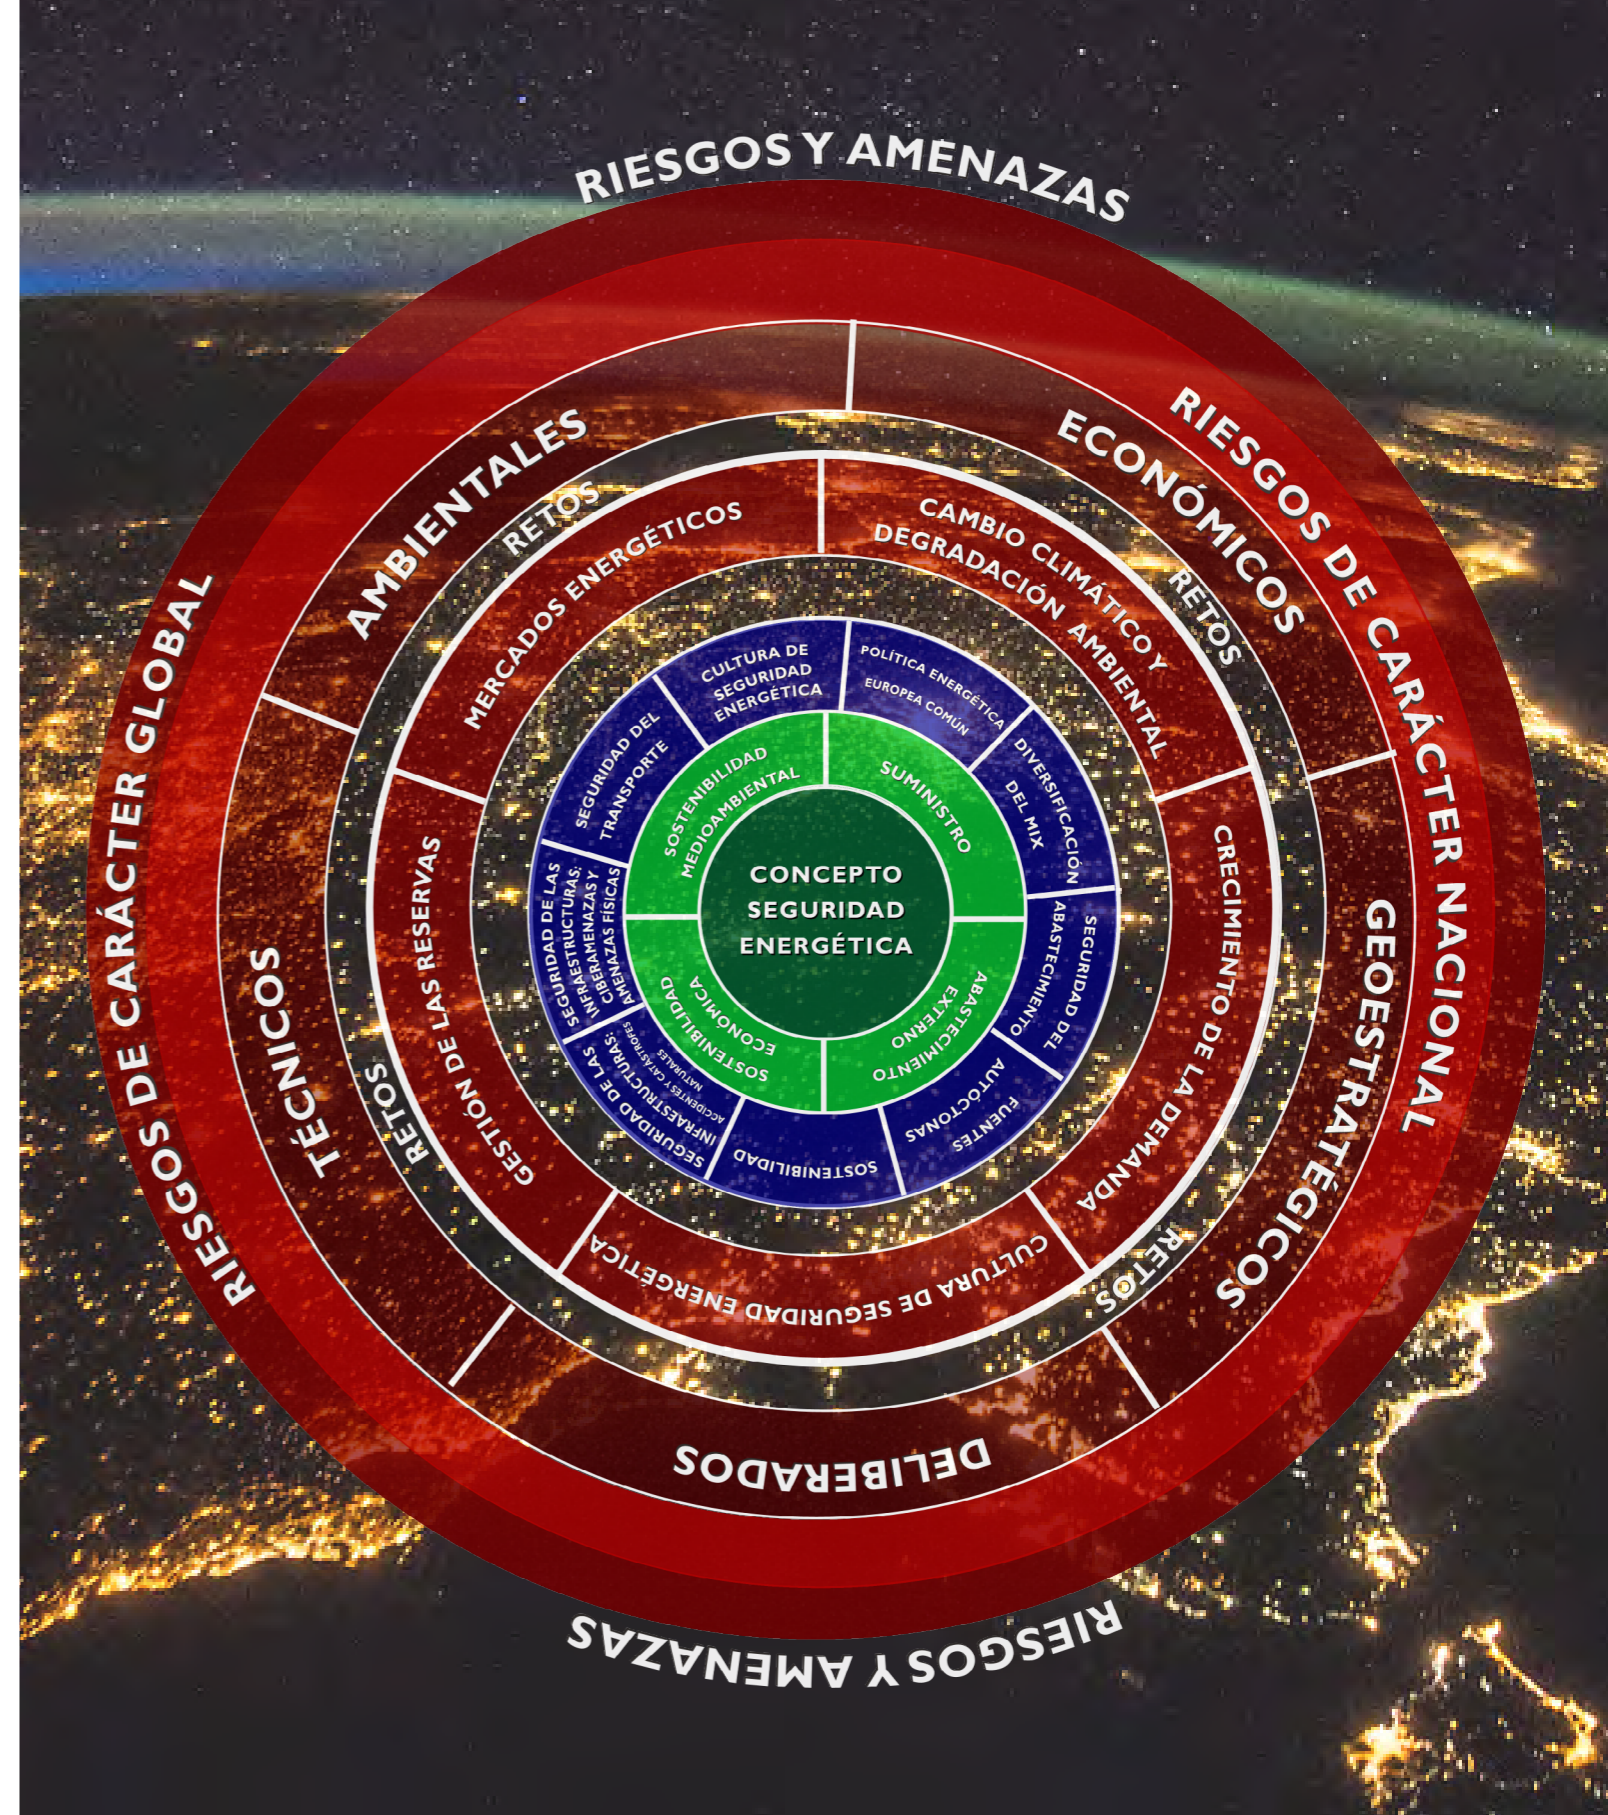 RIESGOS Y AMENAZAS
RIESGOS DE CARÁCTER GLOBAL
RIESGOS DE CARÁCTER NACIONAL
AMBIENTALES
ECONÓMICOS
GEOESTRATÉGICOS
DELIBERADOS
TÉCNICOS
RETOS
RETOS
RETOS
RETOS
MERCADOS ENERGÉTICOS
CAMBIO CLIMÁTICO Y
DEGRADACIÓN AMBIENTAL
CRECIMIENTO DE LA DEMANDA
CULTURA DE SEGURIDAD ENERGÉTICA
GESTIÓN DE LAS RESERVAS
CULTURA DE
SEGURIDAD
ENERGÉTICA
POLÍTICA ENERGÉTICA
EUROPEA COMÚN
DIVERSIFICACIÓN
DEL MIX
SEGURIDAD DEL
ABASTECIMIENTO
FUENTES
AUTÓCTONAS
SOSTENIBILIDAD
SEGURIDAD DE LAS
INFRAESTRUCTURAS:
ACCIDENTES Y CATÁSTROFES
NATURALES
SEGURIDAD DE LAS
INFRAESTRUCTURAS:
CIBERAMENAZAS Y
AMENAZAS FÍSICAS
SEGURIDAD DEL
TRANSPORTE
SOSTENIBILIDAD
MEDIOAMBIENTAL
SUMINISTRO
ABASTECIMIENTO
EXTERNO
SOSTENIBILIDAD
ECONÓMICA
CONCEPTO
SEGURIDAD
ENERGÉTICA
RIESGOS Y AMENAZAS